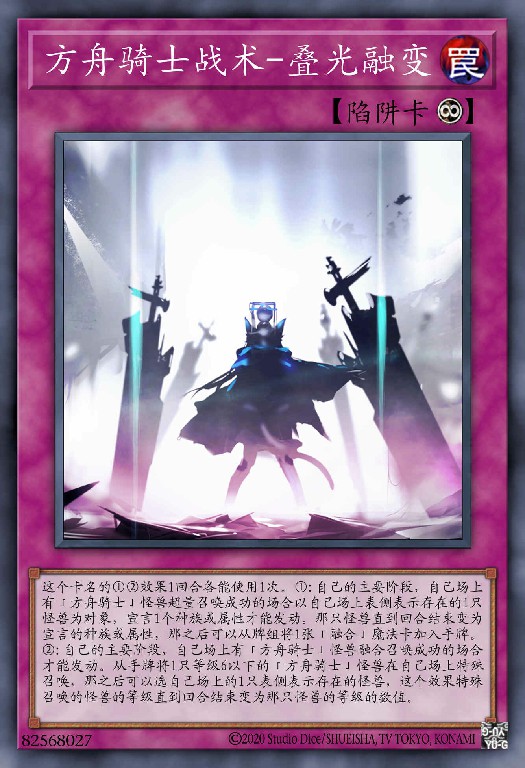 方舟骑士战术-叠光融变
罠
【陷阱卡】
这个卡名的①②效果1回合各能使用1次。①:自己的主要阶段,自己场上
有「方舟骑士」怪兽超量召唤成功的场合以自己场上表侧表示存在的1只
怪兽为对象,宣言1个种族或属性才能发动。那只怪兽直到回合结束变为
宣言的种族或属性,那之后可以从牌组将1张「融合」魔法卡加入手牌。
②:自己的主要阶段,自己场上有「方舟骑士」怪兽融合召唤成功的场合
才能发动。从手牌将1只等级6以下的「方舟骑士」怪兽在自己场上特殊
召唤,那之后可以选自己场上的1只表侧表示存在的怪兽,这个效果特殊
召唤的怪兽的等级直到回合结束变为那只怪兽的等级的数值。
82568027
©2020 Studio Dice/SHUEISHA, TV TOKYO, KONAMI